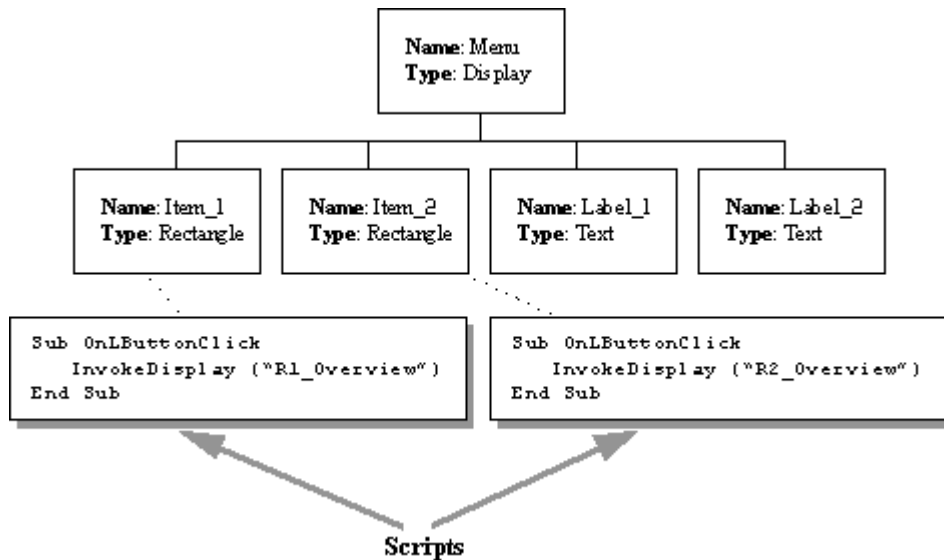 Name: Menu
Type: Display
Name: Item_1
Type: Rectangle
Name: Item_2
Type: Rectangle
Name: Label_1
Type: Text
Name: Label_2
Type: Text
Sub OnLButtonClick
InvokeDisplay (“R1_Overview”)
End Sub
Sub OnLButtonClick
InvokeDisplay (“R2_Overview”)
End Sub
Scripts